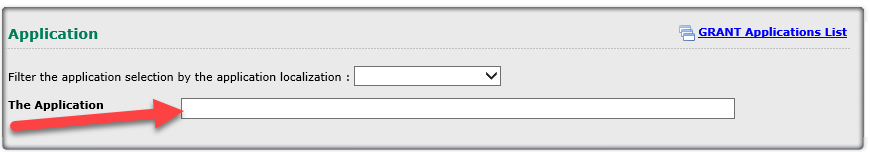 Application
GRANT Applications List
Filter the application selection by the application localization :
The Application